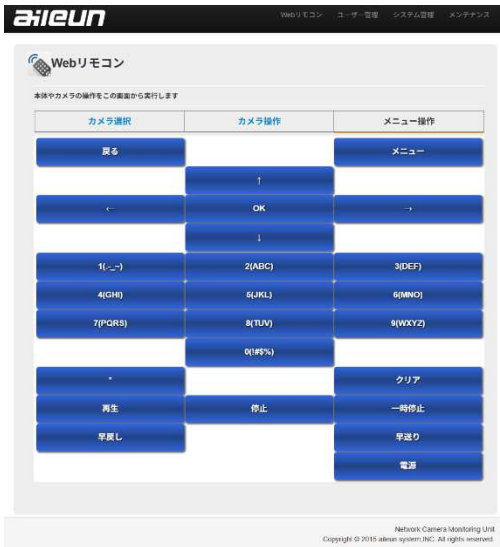 aileun
Webリモコン ユーザー管理 システム管理 メンテナンス
Webリモコン
本体やカメラの操作をこの画面から実行します
カメラ選択 カメラ操作 メニュー操作
戻る メニュー
↑
← OK →
↓
1(.-_~) 2(ABC) 3(DEF)
4(GHI) 5(JKL) 6(MNO)
7(PQRS) 8(TUV) 9(WXYZ)
0(!#$%)
クリア
再生 停止 一時停止
早戻し 早送り
電源
Network Camera Monitoring Unit
Copyright © 2015 aileun system,INC. All rights reserved.